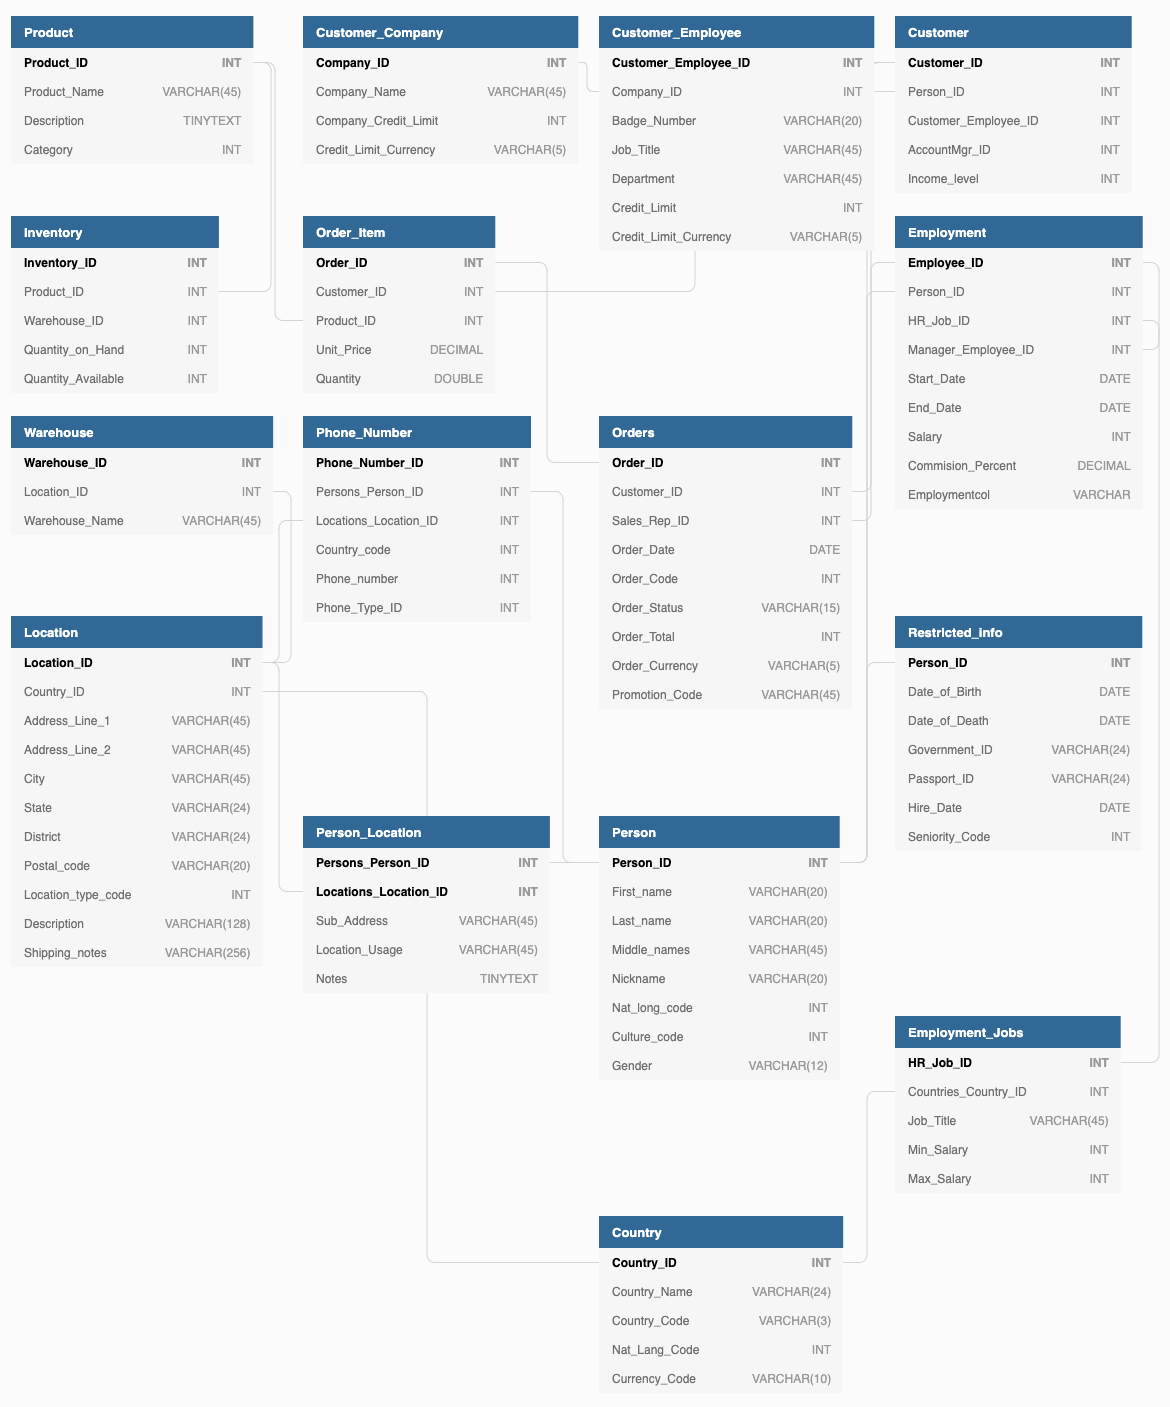 Product
Product_ID INT
Product_Name VARCHAR(45)
Description TINYTEXT
Category INT
Customer_Company
Company_ID INT
Company_Name VARCHAR(45)
Company_Credit_Limit INT
Credit_Limit_Currency VARCHAR(5)
Customer_Employee
Customer_Employee_ID INT
Company_ID INT
Badge_Number VARCHAR(20)
Job_Title VARCHAR(45)
Department VARCHAR(45)
Credit_Limit INT
Credit_Limit_Currency VARCHAR(5)
Customer
Customer_ID INT
Person_ID INT
Customer_Employee_ID INT
AccountMgr_ID INT
Income_level INT
Inventory
Inventory_ID INT
Product_ID INT
Warehouse_ID INT
Quantity_on_Hand INT
Quantity_Available INT
Order_Item
Order_ID INT
Customer_ID INT
Product_ID INT
Unit_Price DECIMAL
Quantity DOUBLE
Employment
Employee_ID INT
Person_ID INT
HR_Job_ID INT
Manager_Employee_ID INT
Start_Date DATE
End_Date DATE
Salary INT
Commision_Percent DECIMAL
Employmentcol VARCHAR
Warehouse
Warehouse_ID INT
Location_ID INT
Warehouse_Name VARCHAR(45)
Phone_Number
Phone_Number_ID INT
Persons_Person_ID INT
Locations_Location_ID INT
Country_code INT
Phone_number INT
Phone_Type_ID INT
Orders
Order_ID INT
Customer_ID INT
Sales_Rep_ID INT
Order_Date DATE
Order_Code INT
Order_Status VARCHAR(15)
Order_Total INT
Order_Currency VARCHAR(5)
Promotion_Code VARCHAR(45)
Location
Location_ID INT
Country_ID INT
Address_Line_1 VARCHAR(45)
Address_Line_2 VARCHAR(45)
City VARCHAR(45)
State VARCHAR(24)
District VARCHAR(24)
Postal_code VARCHAR(20)
Location_type_code INT
Description VARCHAR(128)
Shipping_notes VARCHAR(256)
Restricted_info
Person_ID INT
Date_of_Birth DATE
Date_of_Death DATE
Government_ID VARCHAR(24)
Passport_ID VARCHAR(24)
Hire_Date DATE
Seniority_Code INT
Person_Location
Persons_Person_ID INT
Locations_Location_ID INT
Sub_Address VARCHAR(45)
Location_Usage VARCHAR(45)
Notes TINYTEXT
Person
Person_ID INT
First_name VARCHAR(20)
Last_name VARCHAR(20)
Middle_names VARCHAR(45)
Nickname VARCHAR(20)
Nat_long_code INT
Culture_code INT
Gender VARCHAR(12)
Employment_Jobs
HR_Job_ID INT
Countries_Country_ID INT
Job_Title VARCHAR(45)
Min_Salary INT
Max_Salary INT
Country
Country_ID INT
Country_Name VARCHAR(24)
Country_Code VARCHAR(3)
Nat_Lang_Code INT
Currency_Code VARCHAR(10)